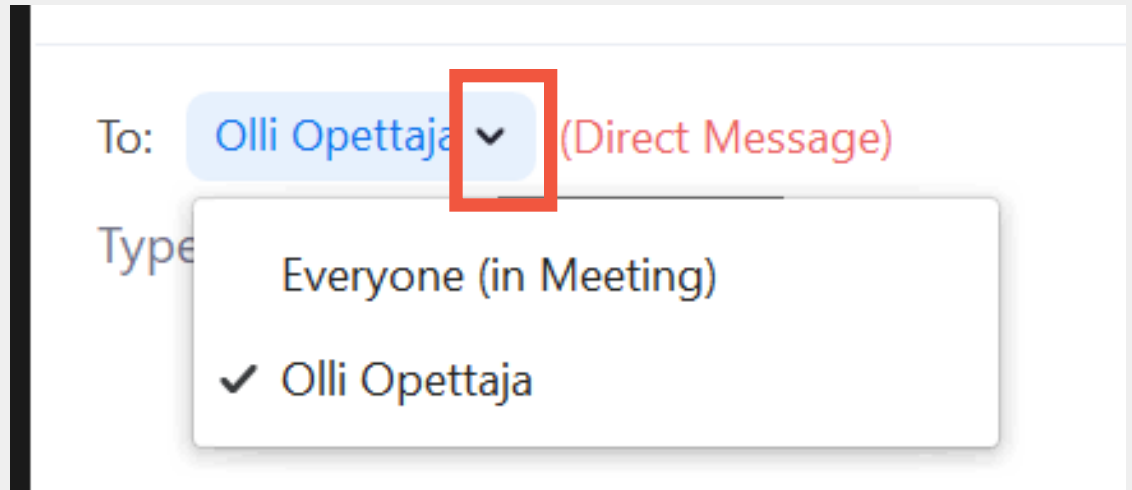 To: Olli Opettaja (Direct Message)
Type
Everyone (in Meeting)
Olli Opettaja